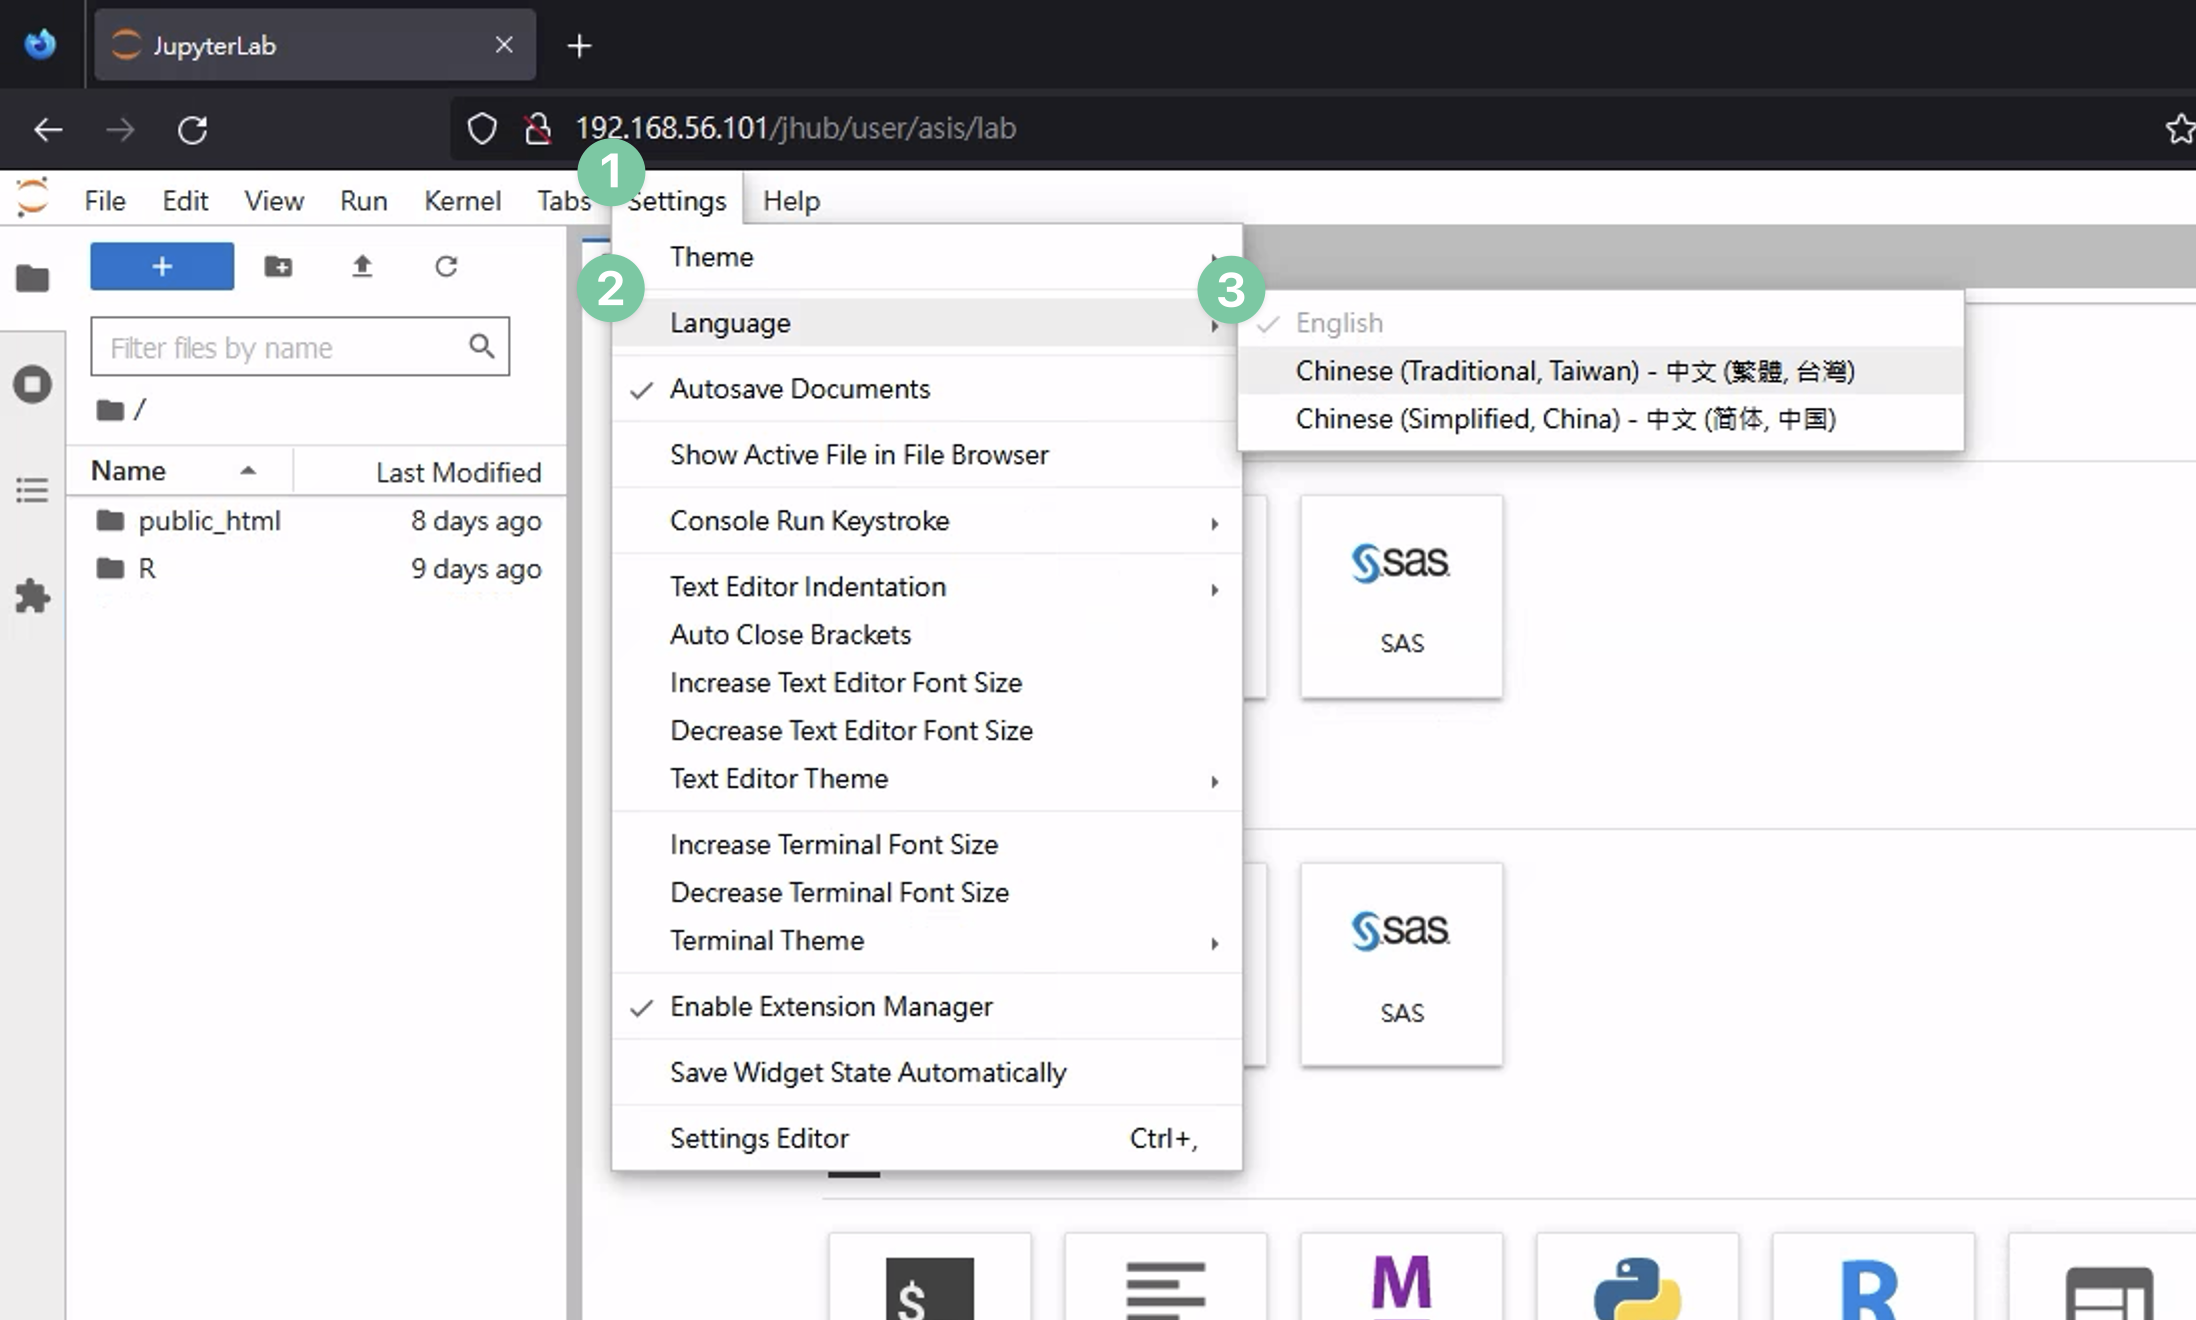 JupyterLab
192.168.56.101/jhub/user/asis/lab
1
File Edit View Run Kernel Tabs Settings Help
Theme
2
3
Language
English
Chinese (Traditional, Taiwan) - 中文 (繁體, 台灣)
Chinese (Simplified, China) - 中文 (简体, 中国)
Filter files by name
/
Name Last Modified
public_html 8 days ago
R 9 days ago
Autosave Documents
Show Active File in File Browser
Console Run Keystroke
Text Editor Indentation
Auto Close Brackets
Increase Text Editor Font Size
Decrease Text Editor Font Size
Text Editor Theme
Increase Terminal Font Size
Decrease Terminal Font Size
Terminal Theme
Enable Extension Manager
Save Widget State Automatically
Settings Editor Ctrl+,
sas
SAS
sas
SAS
$
M
R